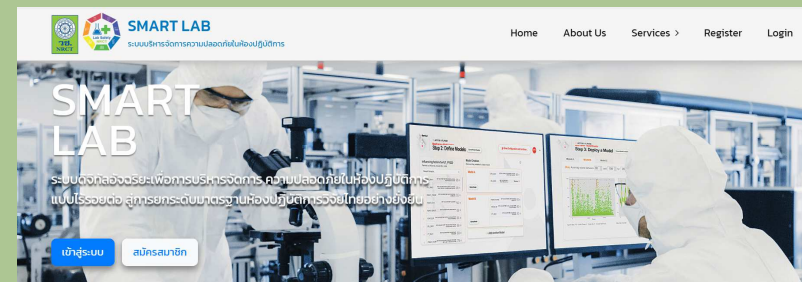 วช.
NRCT
Lab Safety
SMART LAB
ระบบบริหารจัดการความปลอดภัยในห้องปฏิบัติการ
Home
About Us
Services >
Register
Login
SMART
LAB
ระบบดิจิทัลอัจฉริยะเพื่อการบริหารจัดการ ความปลอดภัยในห้องปฏิบัติการ
แบบไร้รอยต่อ สู่การยกระดับมาตรฐานห้องปฏิบัติการวิจัยไทยอย่างยั่งยืน
เข้าสู่ระบบ
สมัครสมาชิก
Step 2: Define Models
Step 3: Deploy a Model